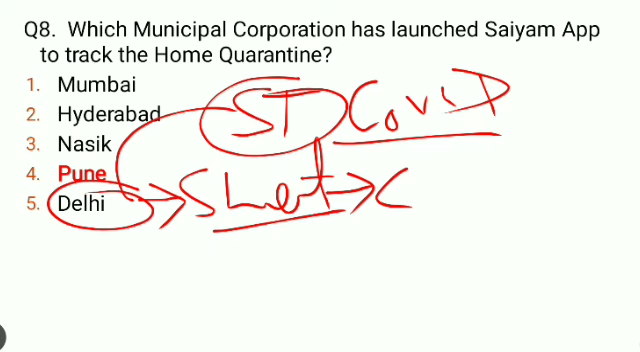 Q8. Which Municipal Corporation has launched Saiyam App
to track the Home Quarantine?
1. Mumbai
2. Hyderabad
3. Nasik
4. Pune
5. Delhi
ST Covid